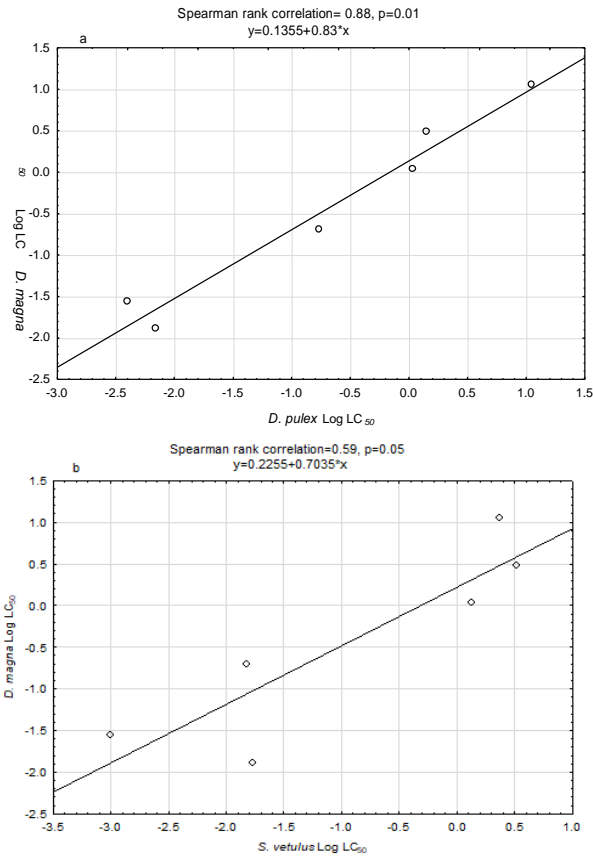 Spearman rank correlation= 0.88, p=0.01
y=0.1355+0.83*x
a
1.5
1.0
0.5
0.0
-0.5
-1.0
-1.5
-2.0
-2.5
D. magna Log LC 50
-3.0 -2.5 -2.0 -1.5 -1.0 -0.5 0.0 0.5 1.0 1.5
D. pulex Log LC 50
Spearman rank correlation=0.59, p=0.05
y=0.2255+0.7035*x
b
1.5
1.0
0.5
0.0
-0.5
-1.0
-1.5
-2.0
-2.5
D. magna Log LC50
-3.5 -3.0 -2.5 -2.0 -1.5 -1.0 -0.5 0.0 0.5 1.0
S. vetulus Log LC50